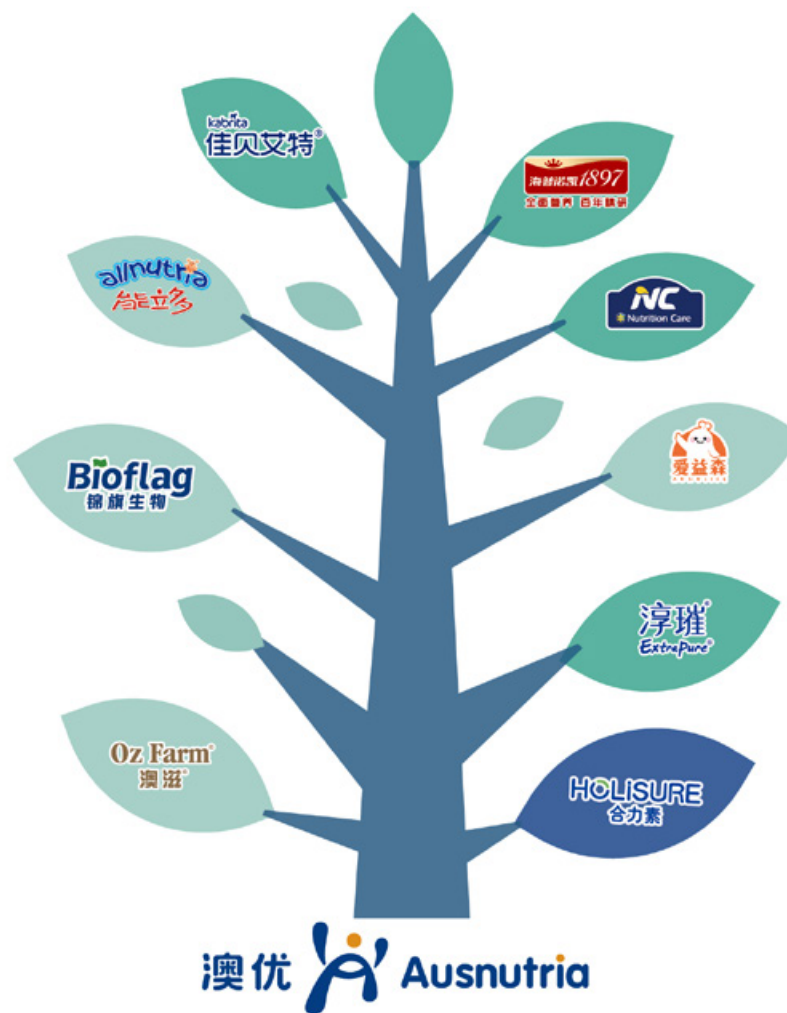 kabrita
佳贝艾特®
海普诺凯1897
全面营养 百年精研
allnutria
能立多
NC
Nutrition Care
Bioflag
锦旗生物
爱益森
淳璀®
ExtraPure®
Oz Farm®
澳滋®
HOLISURE
合力素
澳优 Ausnutria